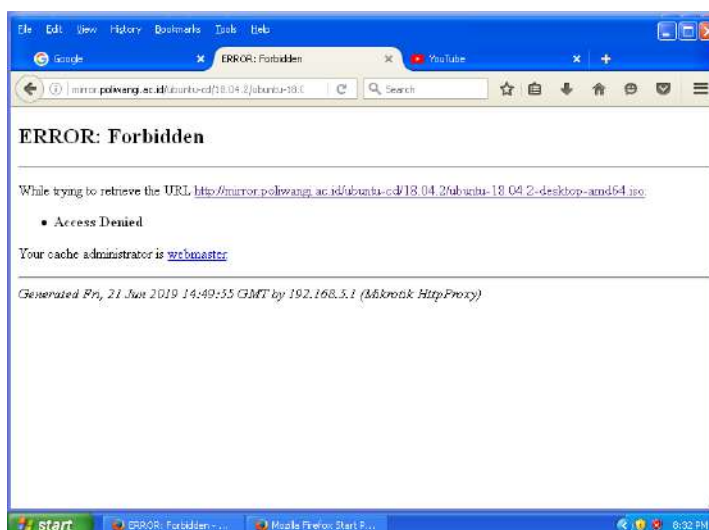 File Edit View History Bookmarks Tools Help
Google ERROR: Forbidden YouTube
mirror.poliwangi.ac.id/ubuntu-cd/18.04.2/ubuntu-18.0 Search
ERROR: Forbidden
While trying to retrieve the URL http://mirror.poliwangi.ac.id/ubuntu-cd/18.04.2/ubuntu-18.04.2-desktop-amd64.iso:
• Access Denied
Your cache administrator is webmaster.
Generated Fri, 21 Jun 2019 14:49:55 GMT by 192.168.5.1 (Mikrotik HttpProxy)
start ERROR: Forbidden - ... Mozilla Firefox Start P... 8:32 PM